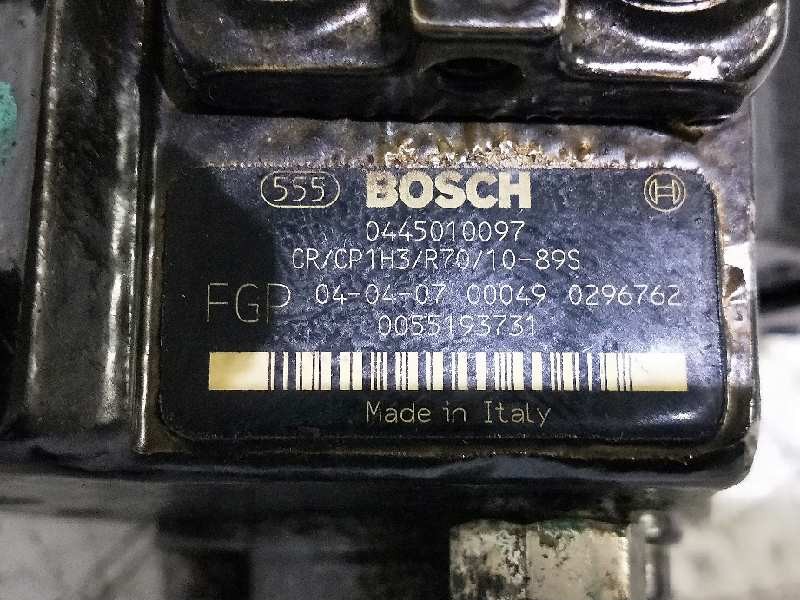 555 BOSCH
0445010097
CR/CP1H3/R70/10-89S
FGP 04-04-07 00049 0296762
0055193731
Made in Italy